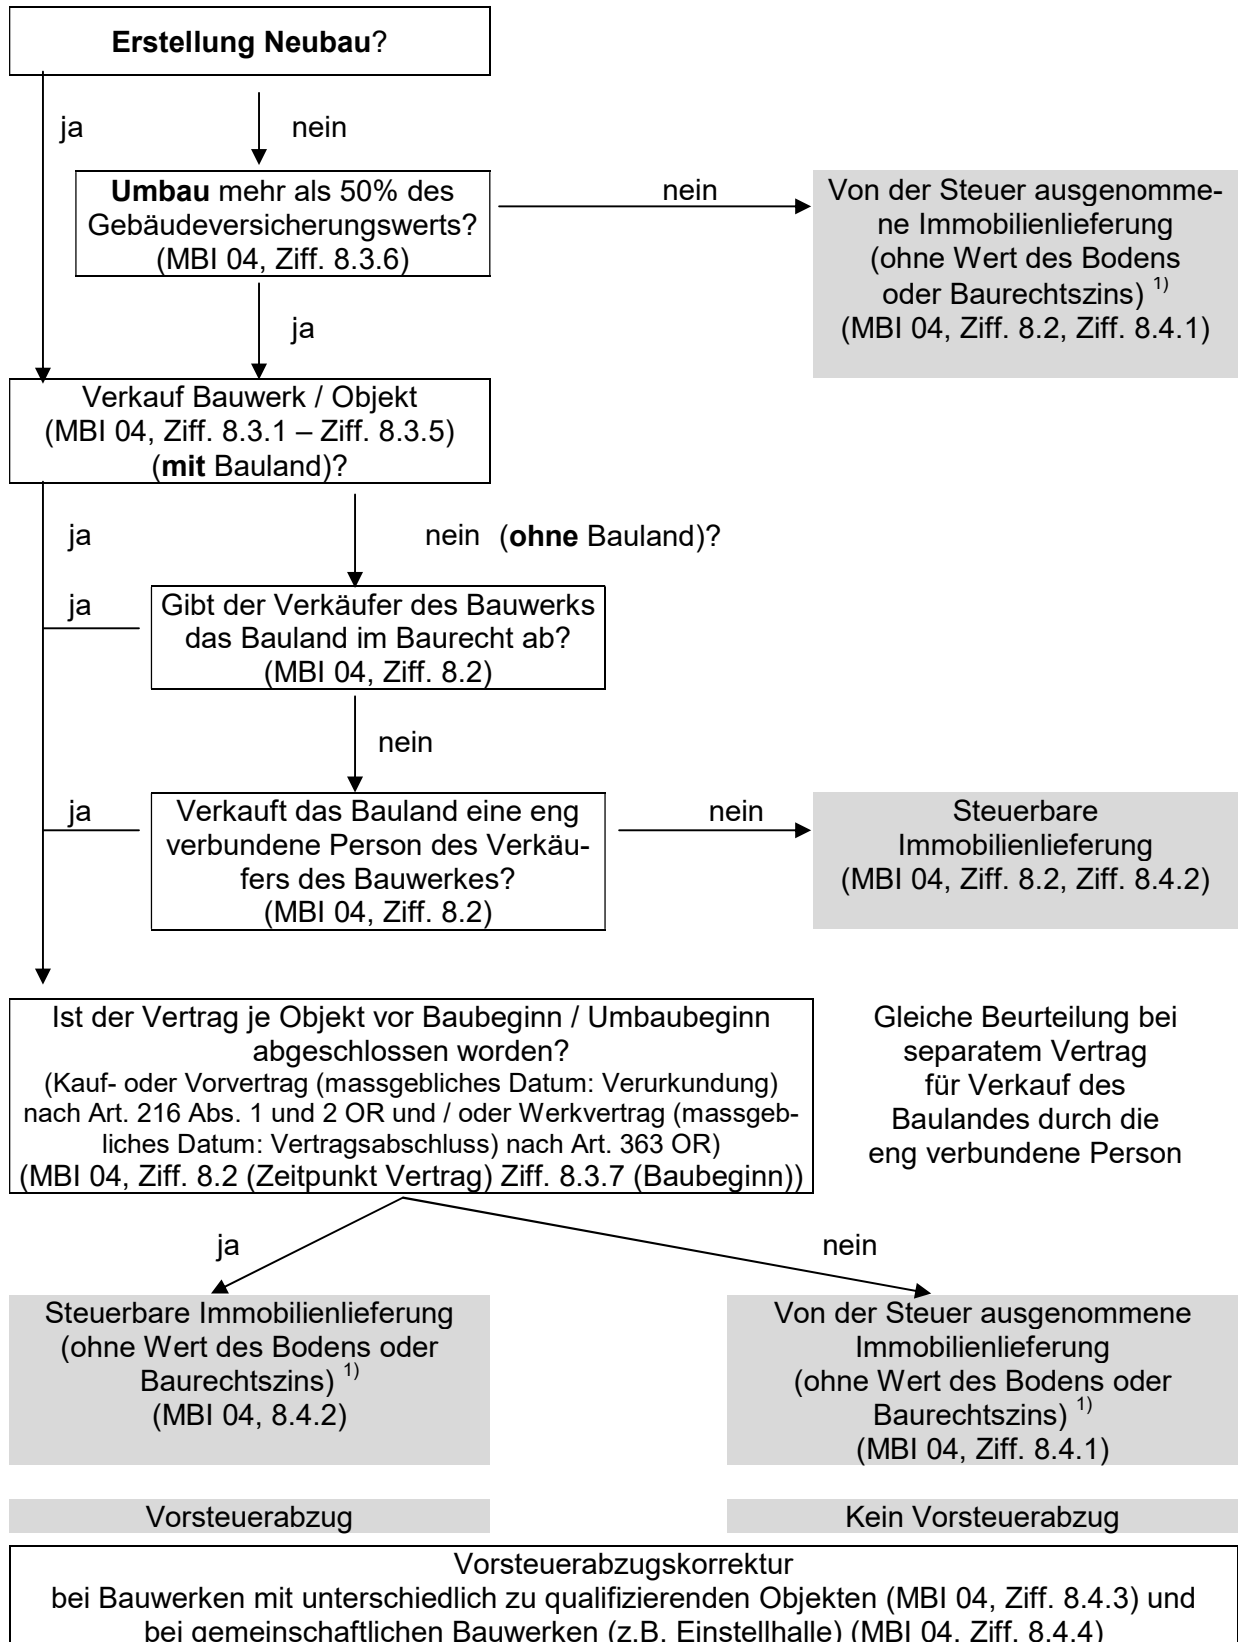 Erstellung Neubau?
ja
nein
Umbau mehr als 50% des
Gebäudeversicherungswerts?
(MBI 04, Ziff. 8.3.6)
nein
Von der Steuer ausgenomme-
ne Immobilienlieferung
(ohne Wert des Bodens
oder Baurechtszins) 1)
(MBI 04, Ziff. 8.2, Ziff. 8.4.1)
ja
Verkauf Bauwerk / Objekt
(MBI 04, Ziff. 8.3.1 – Ziff. 8.3.5)
(mit Bauland)?
ja
nein (ohne Bauland)?
ja
Gibt der Verkäufer des Bauwerks
das Bauland im Baurecht ab?
(MBI 04, Ziff. 8.2)
nein
ja
Verkauft das Bauland eine eng
verbundene Person des Verkäu-
fers des Bauwerkes?
(MBI 04, Ziff. 8.2)
nein
Steuerbare
Immobilienlieferung
(MBI 04, Ziff. 8.2, Ziff. 8.4.2)
Ist der Vertrag je Objekt vor Baubeginn / Umbaubeginn
abgeschlossen worden?
(Kauf- oder Vorvertrag (massgebliches Datum: Verurkundung)
nach Art. 216 Abs. 1 und 2 OR und / oder Werkvertrag (massgeb-
liches Datum: Vertragsabschluss) nach Art. 363 OR)
(MBI 04, Ziff. 8.2 (Zeitpunkt Vertrag) Ziff. 8.3.7 (Baubeginn))
Gleiche Beurteilung bei
separatem Vertrag
für Verkauf des
Baulandes durch die
eng verbundene Person
ja
nein
Steuerbare Immobilienlieferung
(ohne Wert des Bodens oder
Baurechtszins) 1)
(MBI 04, 8.4.2)
Von der Steuer ausgenommene
Immobilienlieferung
(ohne Wert des Bodens oder
Baurechtszins) 1)
(MBI 04, Ziff. 8.4.1)
Vorsteuerabzug
Kein Vorsteuerabzug
Vorsteuerabzugskorrektur
bei Bauwerken mit unterschiedlich zu qualifizierenden Objekten (MBI 04, Ziff. 8.4.3) und
bei gemeinschaftlichen Bauwerken (z.B. Einstellhalle) (MBI 04, Ziff. 8.4.4)